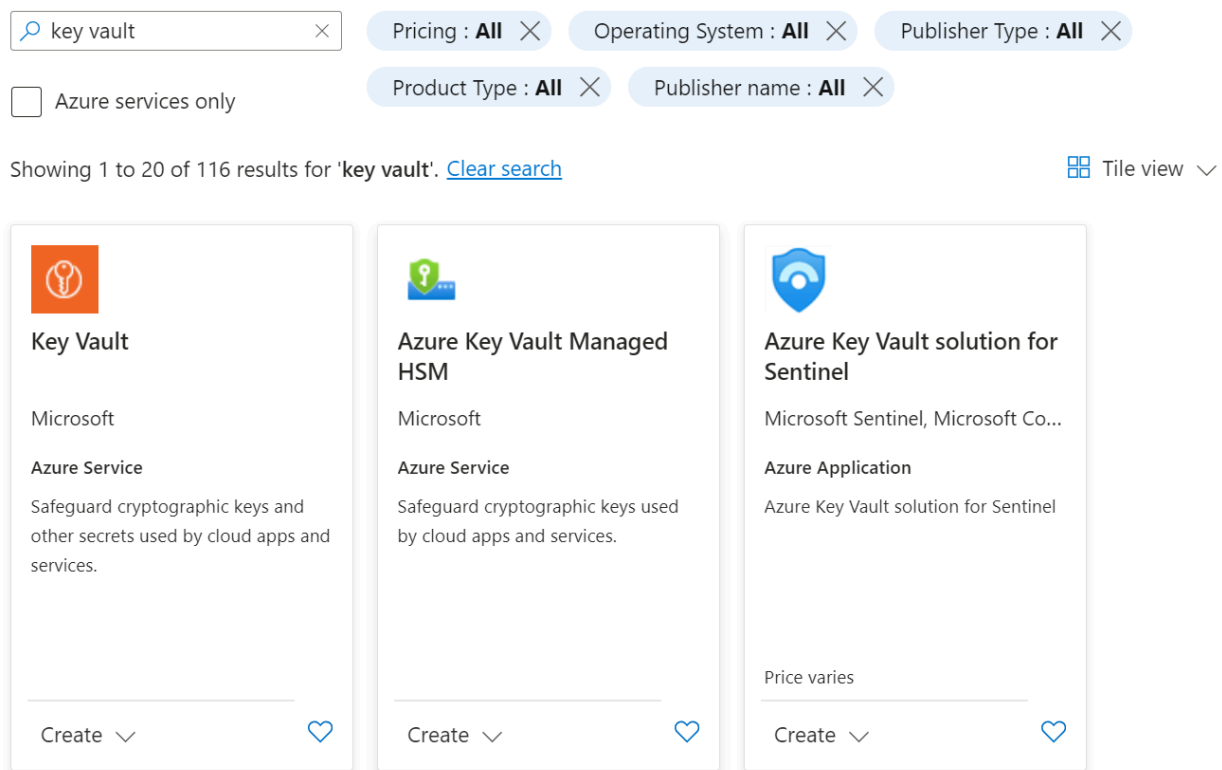 key vault
Pricing : All
Operating System : All
Publisher Type : All
Azure services only
Product Type : All
Publisher name : All
Showing 1 to 20 of 116 results for 'key vault'. Clear search
Tile view
Key Vault
Microsoft
Azure Service
Safeguard cryptographic keys and
other secrets used by cloud apps and
services.
Create
Azure Key Vault Managed
HSM
Microsoft
Azure Service
Safeguard cryptographic keys used
by cloud apps and services.
Create
Azure Key Vault solution for
Sentinel
Microsoft Sentinel, Microsoft Co...
Azure Application
Azure Key Vault solution for Sentinel
Price varies
Create